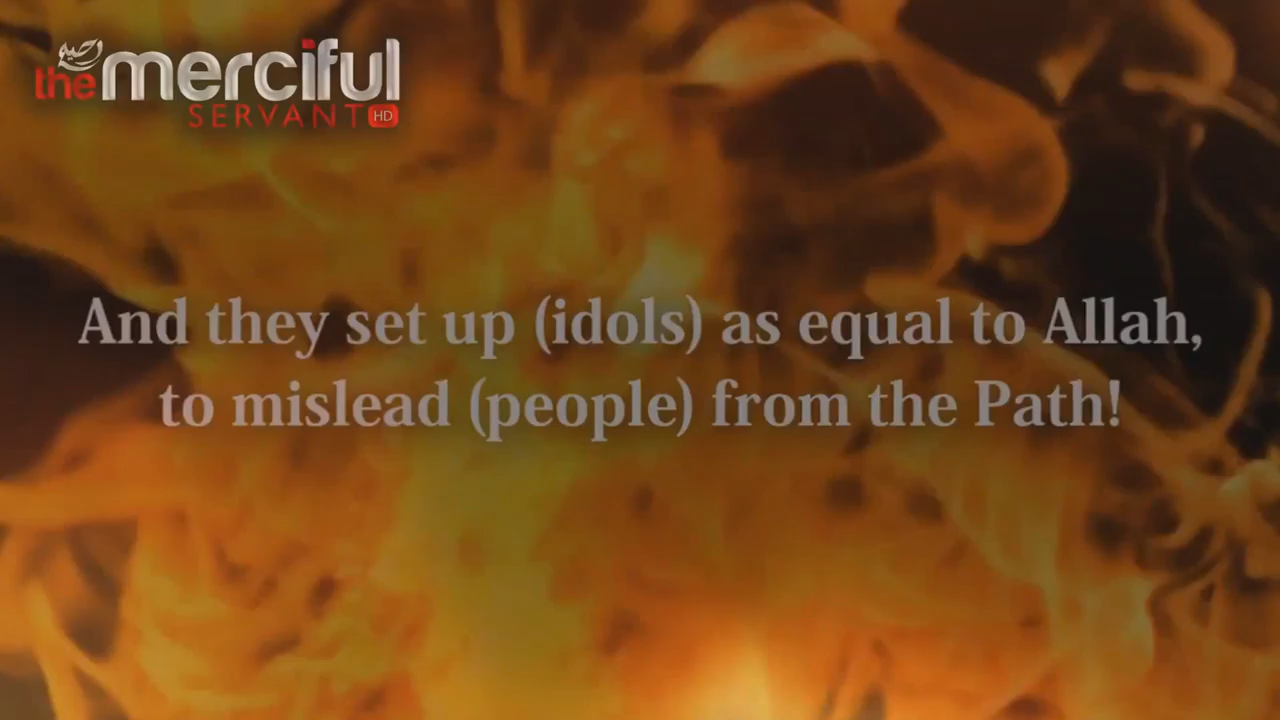 the merciful
SERVANT HD
And they set up (idols) as equal to Allah,
to mislead (people) from the Path!